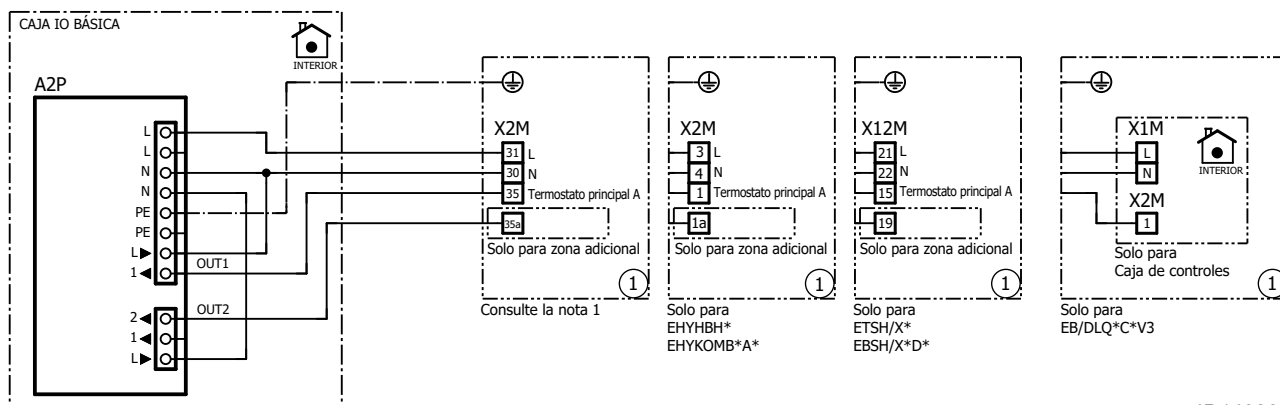 CAJA IO BÁSICA
INTERIOR
A2P
L
L
N
N
PE
PE
L
1
OUT1
2
OUT2
1
L
X2M
31 L
30 N
35 Termostato principal A
35a
Solo para zona adicional
1
Consulte la nota 1
X2M
3 L
4 N
1 Termostato principal A
1a
Solo para zona adicional
1
Solo para
EHYHBH*
EHYKOMB*A*
X12M
21 L
22 N
15 Termostato principal A
19
Solo para zona adicional
1
Solo para
ETSH/X*
EBSH/X*D*
X1M
L
N
INTERIOR
X2M
1
Solo para
Caja de controles
1
Solo para
EB/DLQ*C*V3